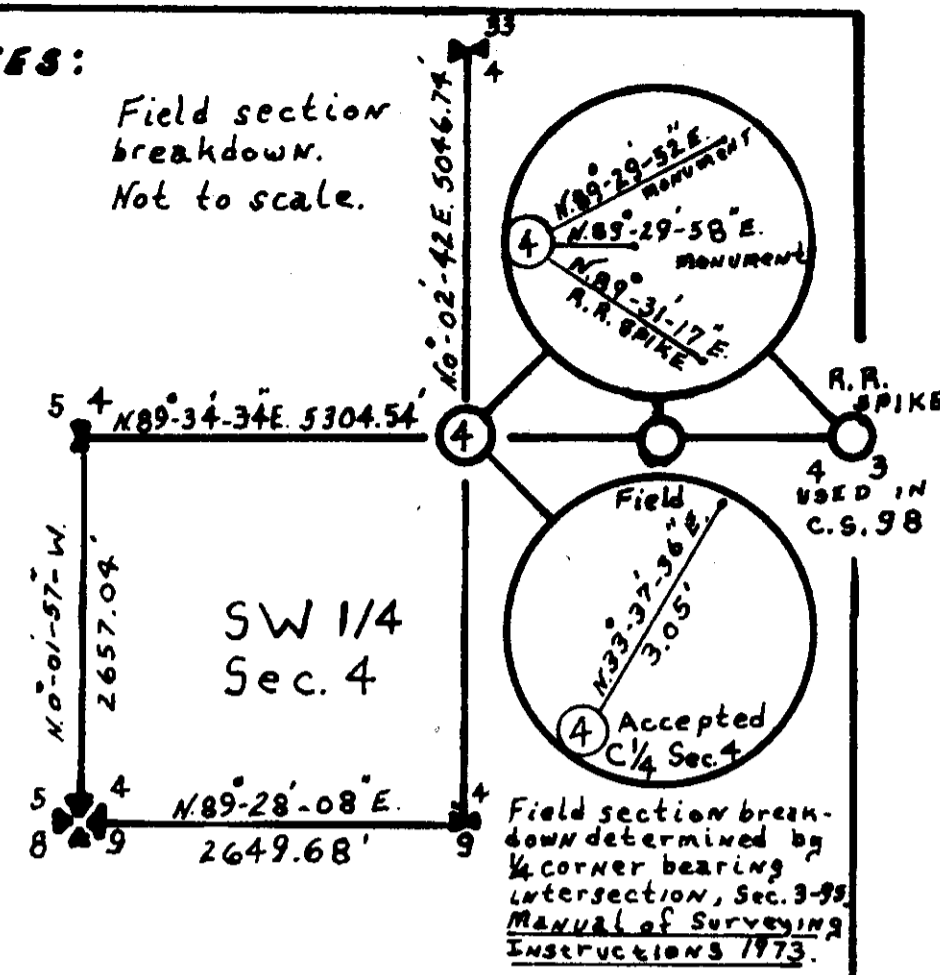 ES:
Field section
breakdown.
Not to scale.
33
4
N.0°-02'-42E. 5046.74'
N.89°-29'-52"E.
MONUMENT
4
N.89°-29'-58"E.
MONUMENT
N.89°-31'-17"E.
R.R. SPIKE
5 4
N.89°-34'-34"E. 5304.54'
4
R.R.
SPIKE
4 3
USED IN
C.S. 98
N.0°-01'-57"-W.
2657.04'
SW 1/4
Sec. 4
Field
N.33°-37'-36"E.
3.05'
4
Accepted
C 1/4 Sec. 4
5 4
8 9
N.89°-28'-08"E.
2649.68'
4
9
Field section break-
down determined by
1/4 corner bearing
intersection, Sec. 3-95,
Manual of Surveying
Instructions 1973.